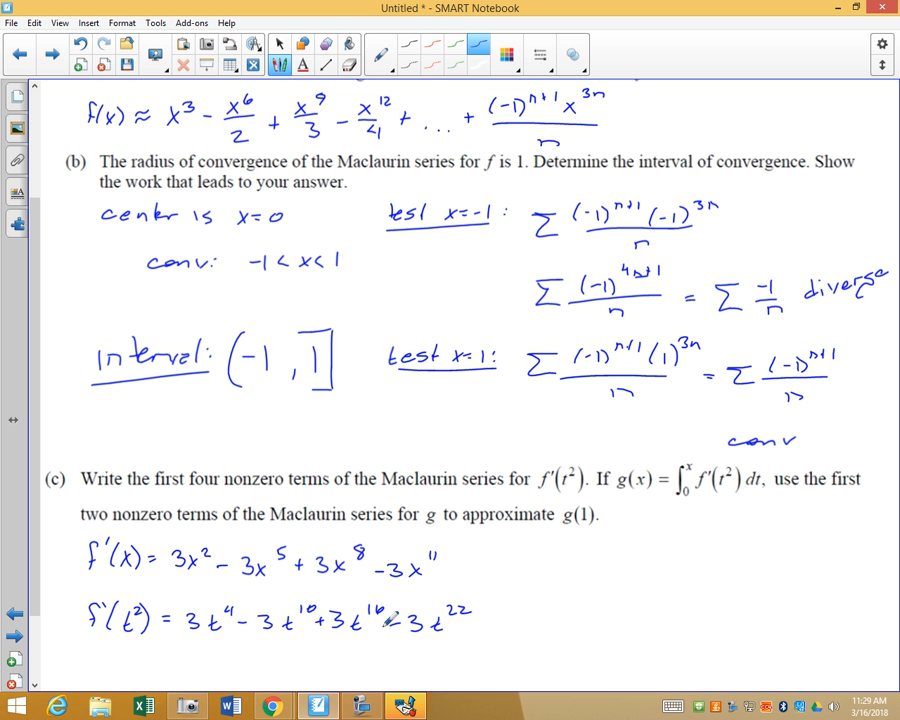 Untitled * - SMART Notebook
File Edit View Insert Format Tools Add-ons Help
f(x) ≈ x³ - x⁶/2 + x⁹/3 - x¹²/4 + ... + (-1)ⁿ⁺¹ x³ⁿ/n
(b) The radius of convergence of the Maclaurin series for f is 1. Determine the interval of convergence. Show
the work that leads to your answer.
center is x=0
conv: -1 < x < 1
interval: (-1, 1]
test x=-1 : ∑ (-1)ⁿ⁺¹ (-1)³ⁿ/n
∑ (-1)⁴ⁿ⁺¹/n = ∑ -1/n diverge
test x=1: ∑ (-1)ⁿ⁺¹ (1)³ⁿ/n = ∑ (-1)ⁿ⁺¹/n
conv
(c) Write the first four nonzero terms of the Maclaurin series for f′(t²). If g(x) = ∫₀ˣ f′(t²) dt, use the first
two nonzero terms of the Maclaurin series for g to approximate g(1).
f′(x) = 3x² - 3x⁵ + 3x⁸ - 3x¹¹
f′(t²) = 3t⁴ - 3t¹⁰ + 3t¹⁶ - 3t²²
11:29 AM
3/16/2018